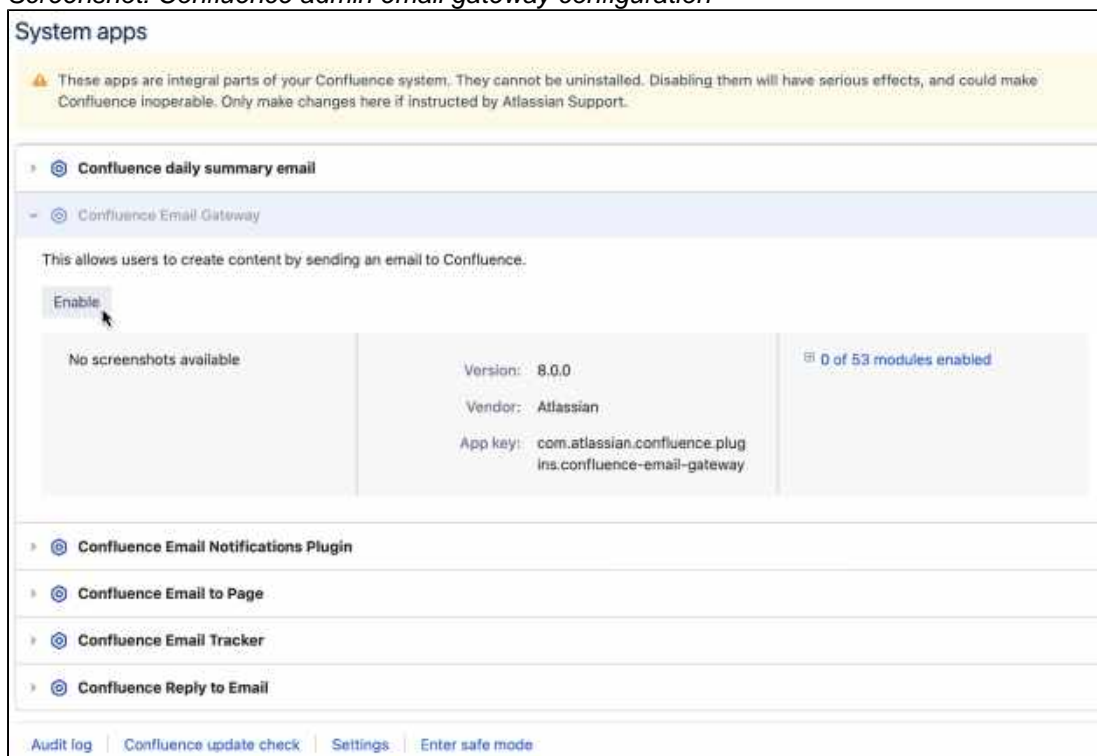 Screenshot: Confluence admin email gateway configuration
System apps
These apps are integral parts of your Confluence system. They cannot be uninstalled. Disabling them will have serious effects, and could make
Confluence inoperable. Only make changes here if instructed by Atlassian Support.
Confluence daily summary email
Confluence Email Gateway
This allows users to create content by sending an email to Confluence.
Enable
No screenshots available
Version: 8.0.0
Vendor: Atlassian
App key: com.atlassian.confluence.plug
ins.confluence-email-gateway
0 of 53 modules enabled
Confluence Email Notifications Plugin
Confluence Email to Page
Confluence Email Tracker
Confluence Reply to Email
Audit log Confluence update check Settings Enter safe mode